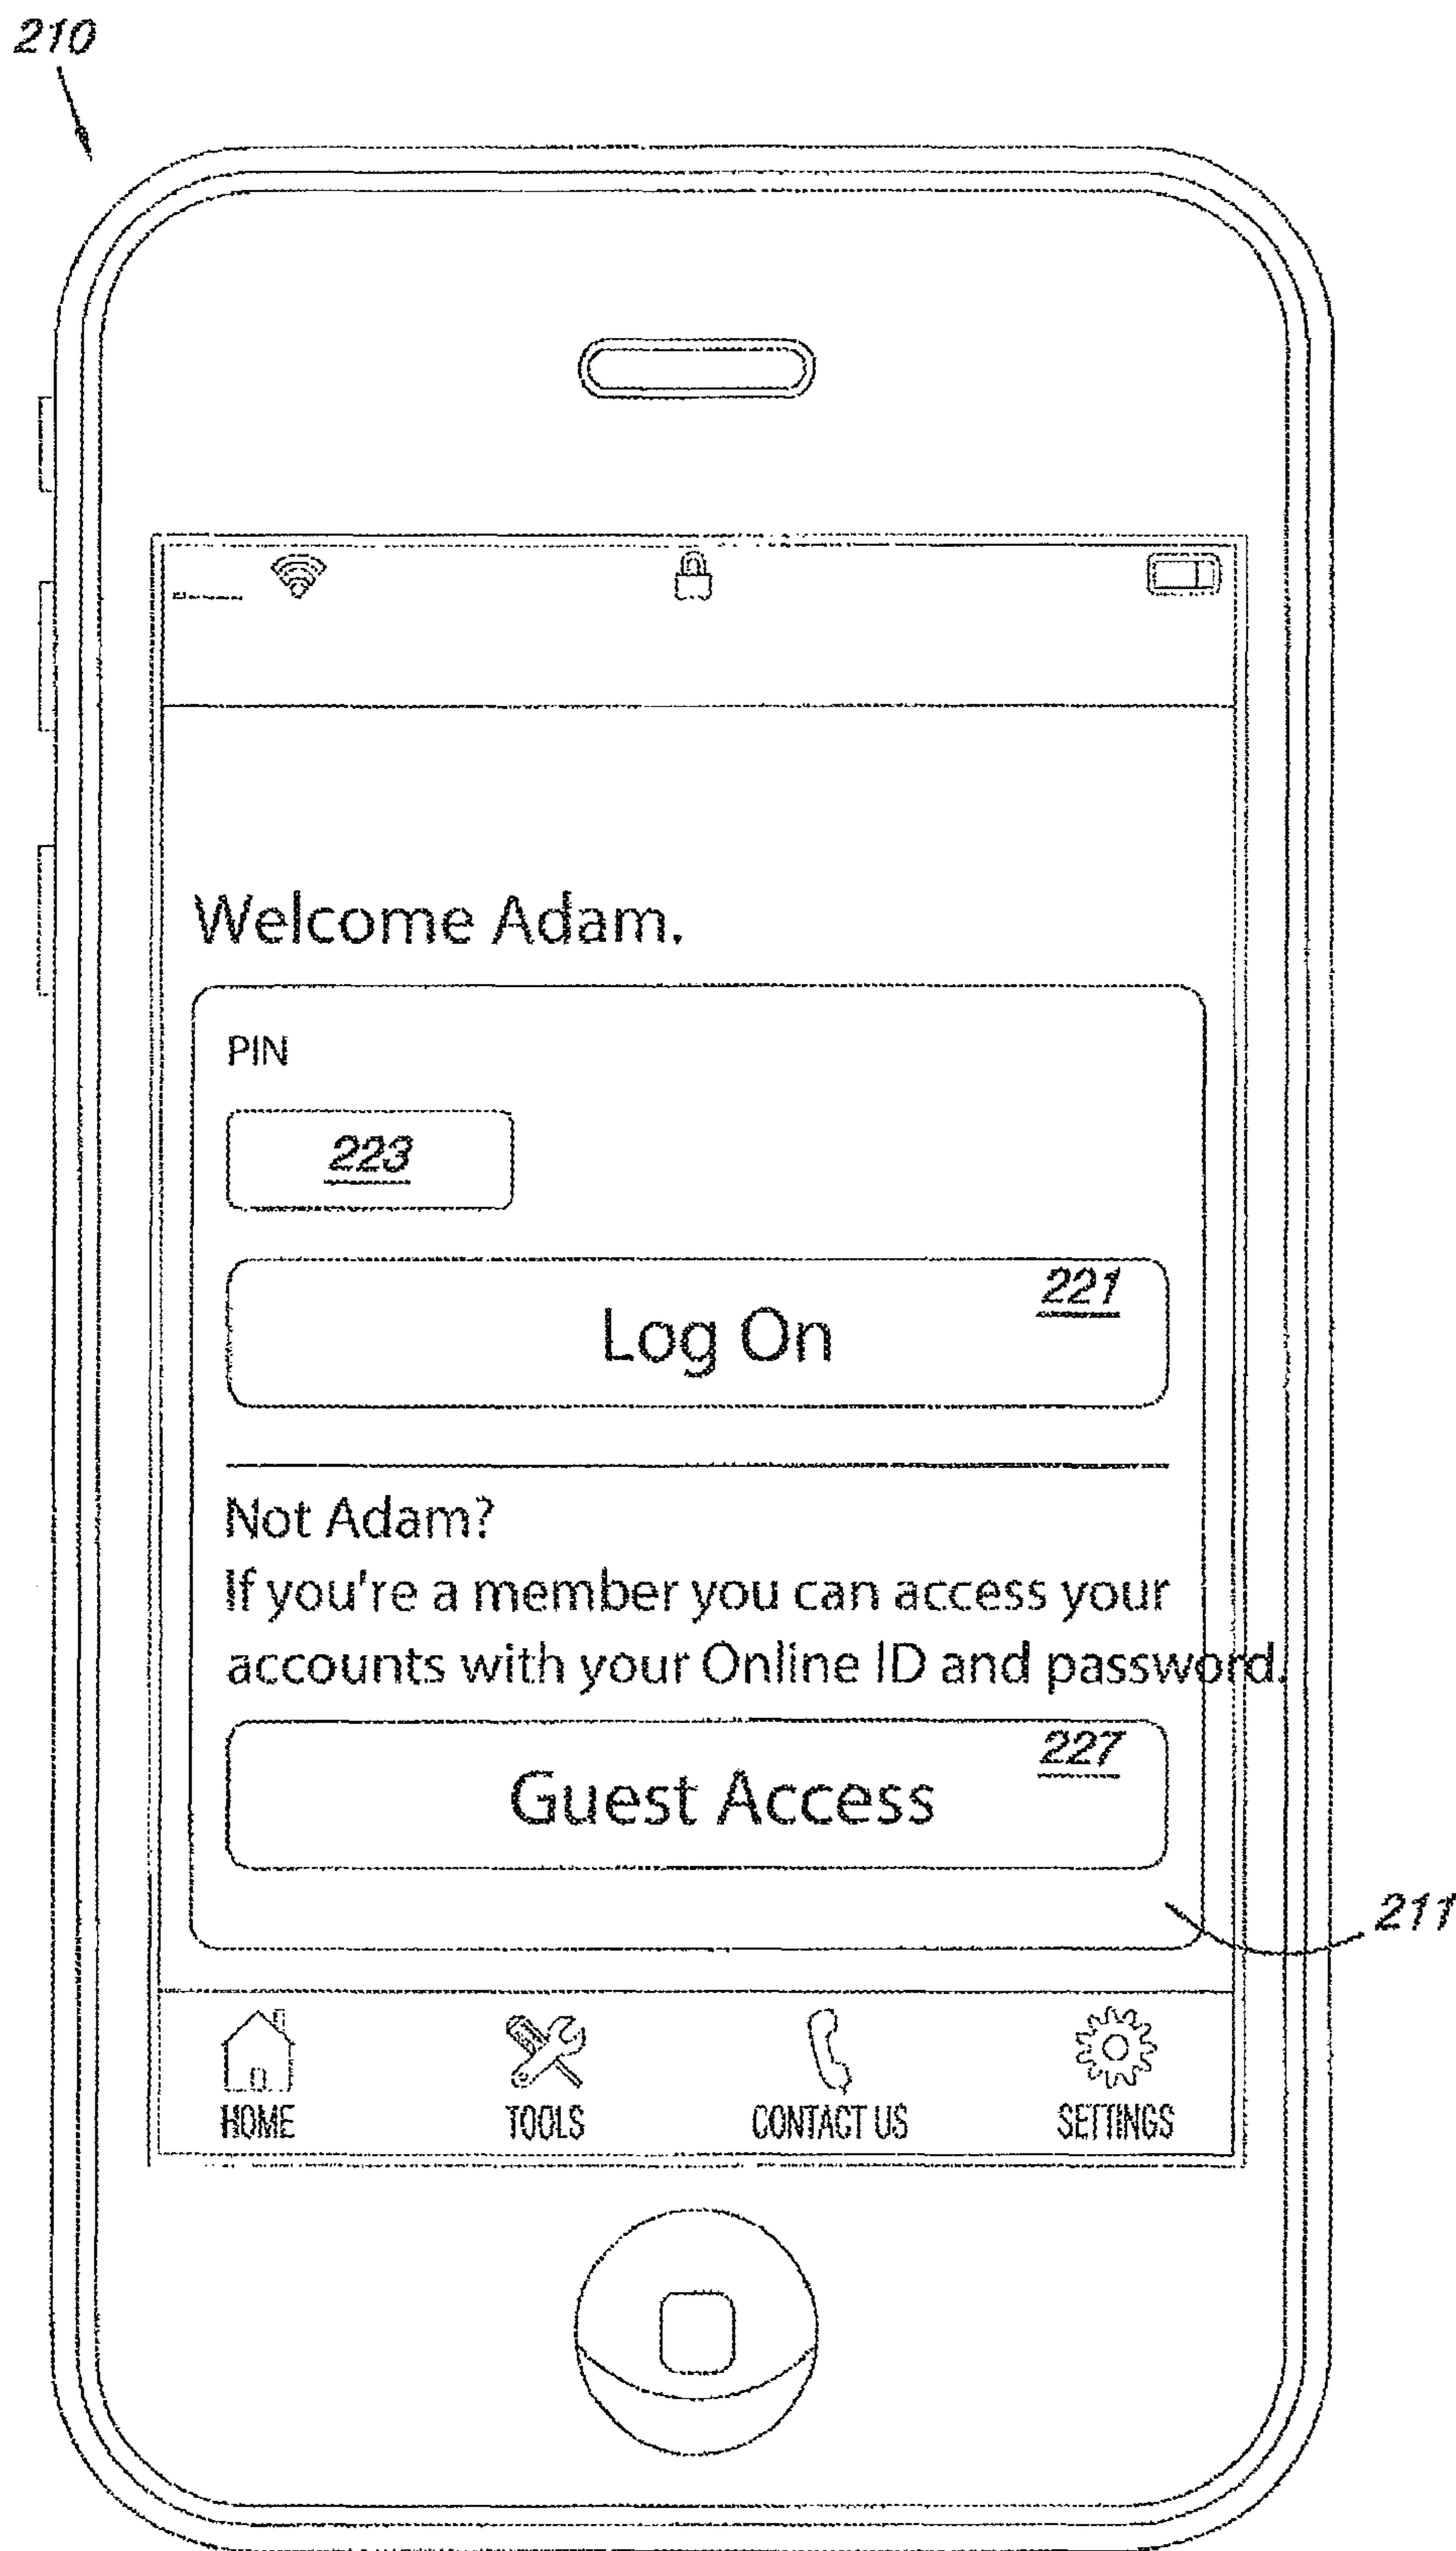 210
Welcome Adam.
PIN
223
221
Log On
Not Adam?
If you're a member you can access your
accounts with your Online ID and password.
227
Guest Access
211
HOME TOOLS CONTACT US SETTINGS